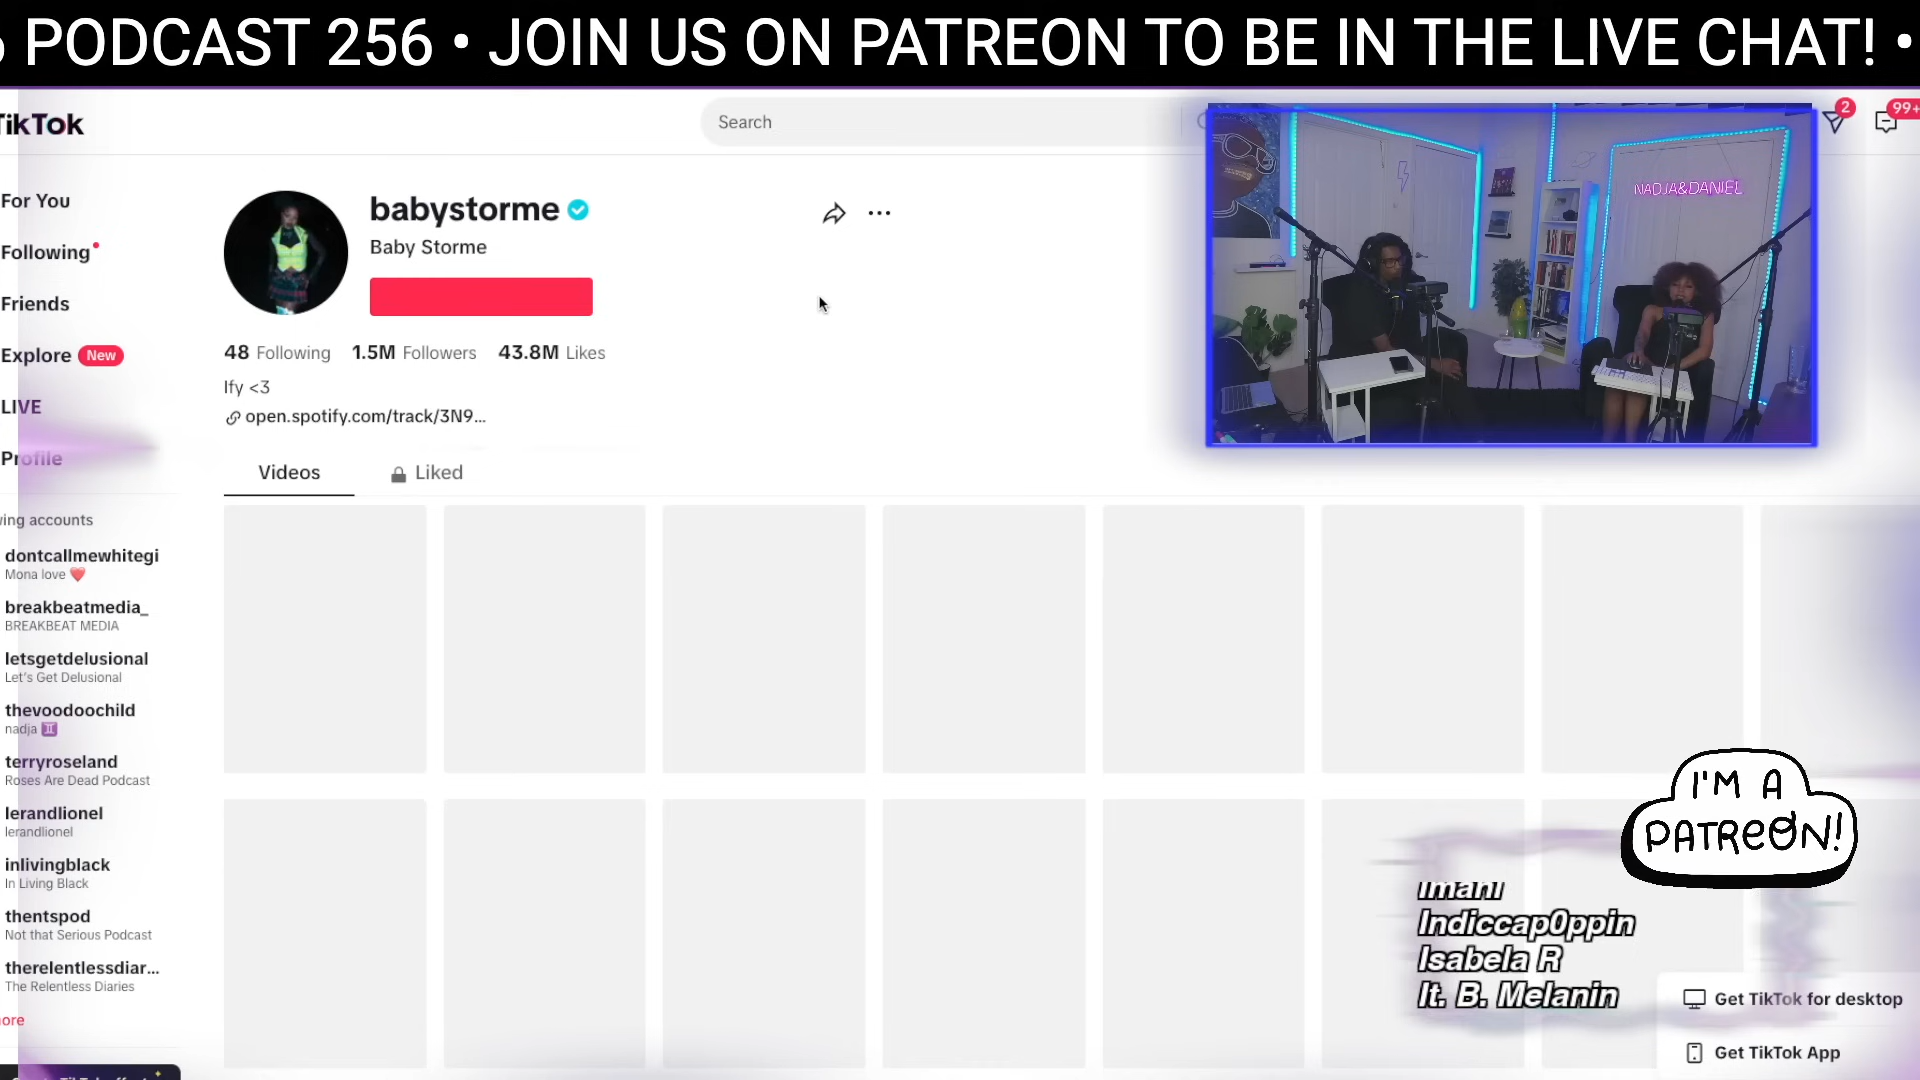 PODCAST 256 • JOIN US ON PATREON TO BE IN THE LIVE CHAT! •
TikTok
Search
2
99+
For You
Following
Friends
Explore New
LIVE
Profile
babystorme
Baby Storme
48 Following 1.5M Followers 43.8M Likes
Ify <3
open.spotify.com/track/3N9...
Videos
Liked
NADJA&DANIEL
accounts
dontcallmewhitegi
Mona love ❤️
breakbeatmedia_
BREAKBEAT MEDIA
letsgetdelusional
Let's Get Delusional
thevoodoochild
nadja ♊
terryroseland
Roses Are Dead Podcast
lerandlionel
lerandlionel
inlivingblack
In Living Black
thentspod
Not that Serious Podcast
therelentlessdiar...
The Relentless Diaries
I'M A
PATREON!
Imani
Indiccap0ppin
Isabela R
It. B. Melanin
Get TikTok for desktop
Get TikTok App